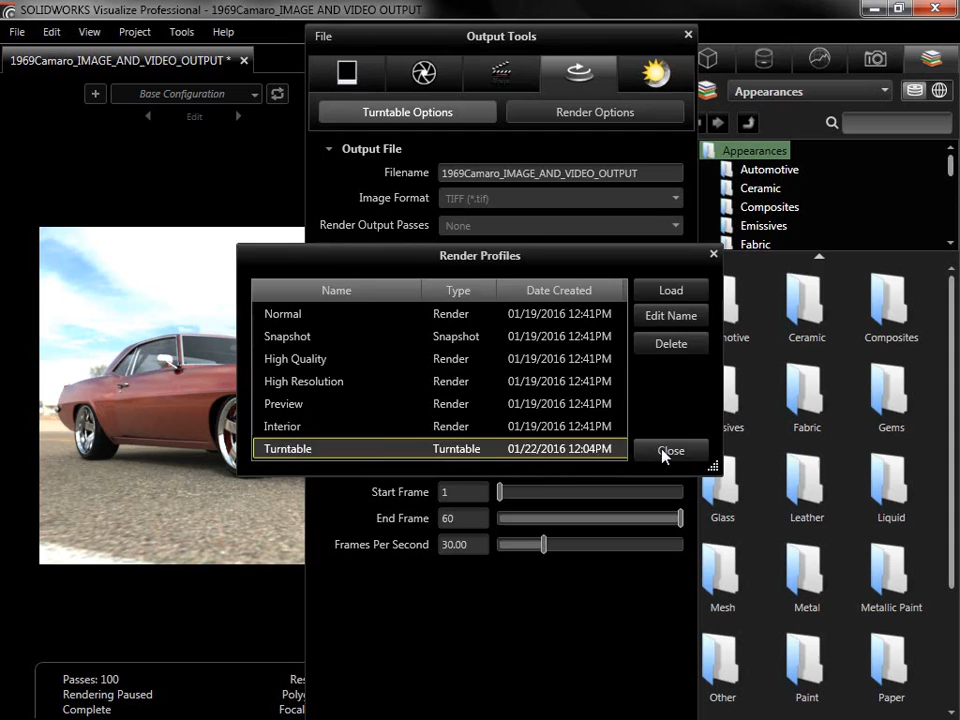 SOLIDWORKS Visualize Professional - 1969Camaro_IMAGE AND VIDEO OUTPUT
File Edit View Project Tools Help
1969Camaro_IMAGE_AND_VIDEO_OUTPUT *
Base Configuration
Edit
File Output Tools
Turntable Options Render Options
Output File
Filename 1969Camaro_IMAGE_AND_VIDEO_OUTPUT
Image Format TIFF (*.tif)
Render Output Passes None
Render Profiles
Name Type Date Created
Normal Render 01/19/2016 12:41PM
Snapshot Snapshot 01/19/2016 12:41PM
High Quality Render 01/19/2016 12:41PM
High Resolution Render 01/19/2016 12:41PM
Preview Render 01/19/2016 12:41PM
Interior Render 01/19/2016 12:41PM
Turntable Turntable 01/22/2016 12:04PM
Load
Edit Name
Delete
Close
Start Frame 1
End Frame 60
Frames Per Second 30.00
Appearances
Appearances
Automotive
Ceramic
Composites
Emissives
Fabric
motive Ceramic Composites
sives Fabric Gems
Glass Leather Liquid
Mesh Metal Metallic Paint
Other Paint Paper
Passes: 100 Res
Rendering Paused Poly
Complete Focal